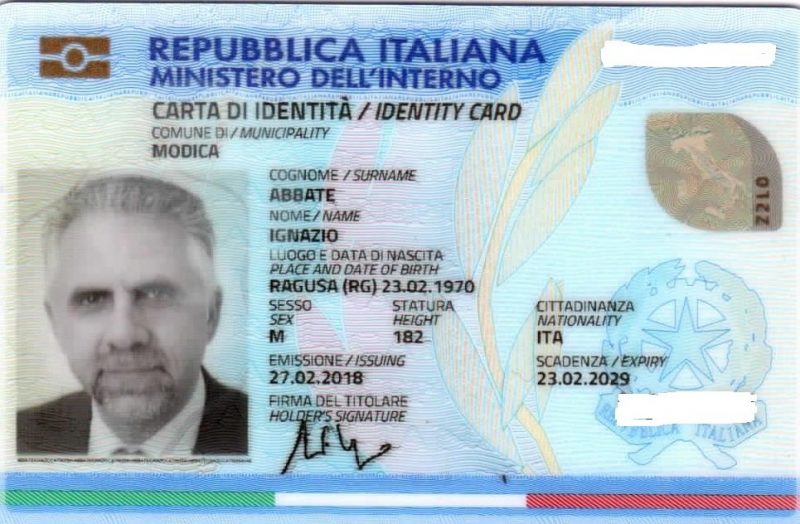 REPUBBLICA ITALIANA
MINISTERO DELL'INTERNO
CARTA DI IDENTITÀ / IDENTITY CARD
COMUNE DI / MUNICIPALITY
MODICA
COGNOME / SURNAME
ABBATE
NOME / NAME
IGNAZIO
LUOGO E DATA DI NASCITA
PLACE AND DATE OF BIRTH
RAGUSA (RG) 23.02.1970
SESSO STATURA CITTADINANZA
SEX HEIGHT NATIONALITY
M 182 ITA
EMISSIONE / ISSUING SCADENZA / EXPIRY
27.02.2018 23.02.2029
FIRMA DEL TITOLARE
HOLDER'S SIGNATURE
REPUBBLICA ITALIANA